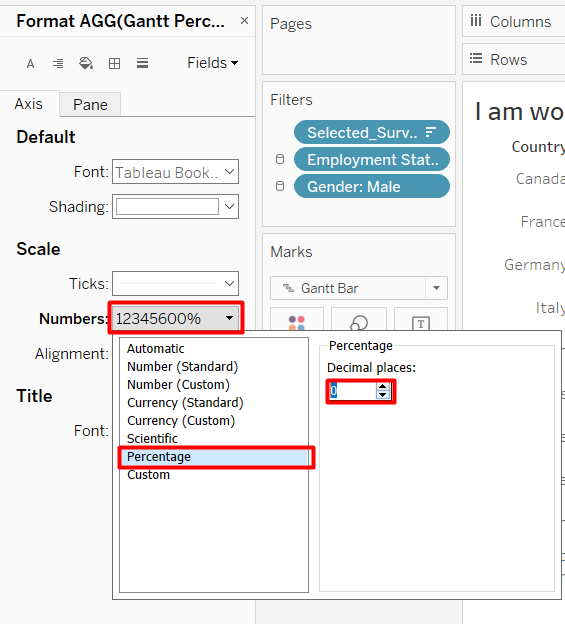 Format AGG(Gantt Perc... ×
A Fields
Axis Pane
Default
Font: Tableau Book..
Shading:
Scale
Ticks:
Numbers: 12345600%
Alignment:
Title
Font:
Automatic
Number (Standard)
Number (Custom)
Currency (Standard)
Currency (Custom)
Scientific
Percentage
Custom
Percentage
Decimal places:
0
Pages
Filters
Selected_Surv..
Employment Stat..
Gender: Male
Marks
Gantt Bar
T
Columns
Rows
I am wo
Country
Canada
France
Germany
Italy